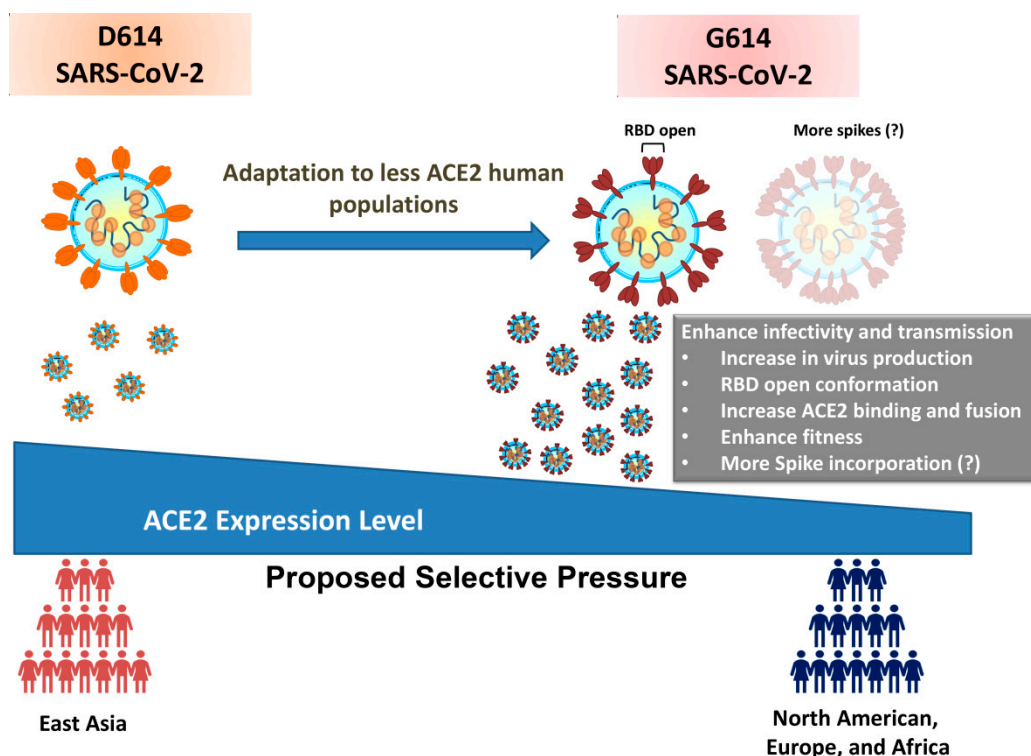 D614
SARS-CoV-2
G614
SARS-CoV-2
RBD open
More spikes (?)
Adaptation to less ACE2 human
populations
Enhance infectivity and transmission
• Increase in virus production
• RBD open conformation
• Increase ACE2 binding and fusion
• Enhance fitness
• More Spike incorporation (?)
ACE2 Expression Level
Proposed Selective Pressure
East Asia
North American,
Europe, and Africa